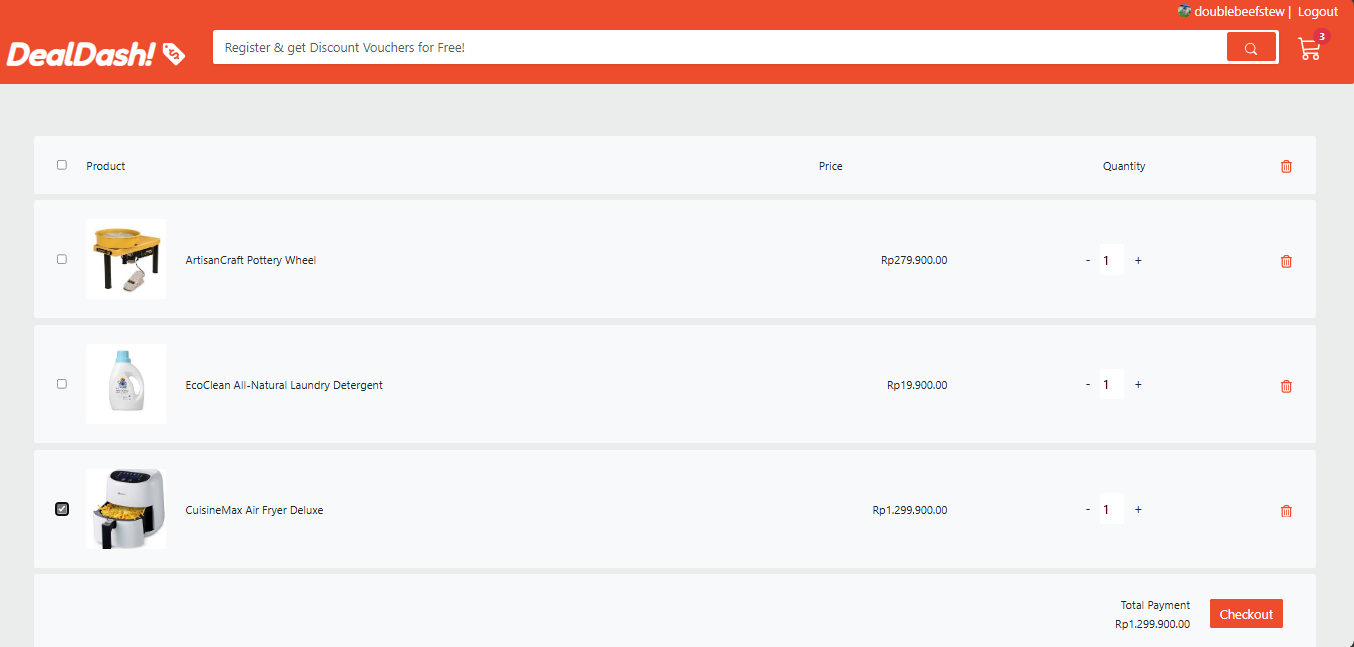 doublebeefstew | Logout
DealDash!
Register & get Discount Vouchers for Free!
3
Product Price Quantity
ArtisanCraft Pottery Wheel Rp279.900.00 - 1 +
EcoClean All-Natural Laundry Detergent Rp19.900.00 - 1 +
CuisineMax Air Fryer Deluxe Rp1.299.900.00 - 1 +
Total Payment
Rp1.299.900.00
Checkout